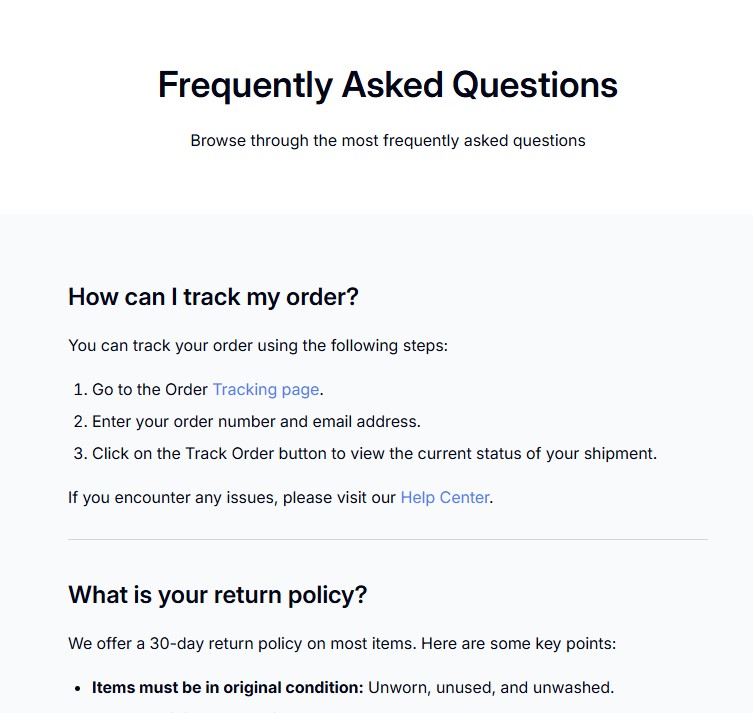 Frequently Asked Questions
Browse through the most frequently asked questions
How can I track my order?
You can track your order using the following steps:
1. Go to the Order Tracking page.
2. Enter your order number and email address.
3. Click on the Track Order button to view the current status of your shipment.
If you encounter any issues, please visit our Help Center.
What is your return policy?
We offer a 30-day return policy on most items. Here are some key points:
• Items must be in original condition: Unworn, unused, and unwashed.